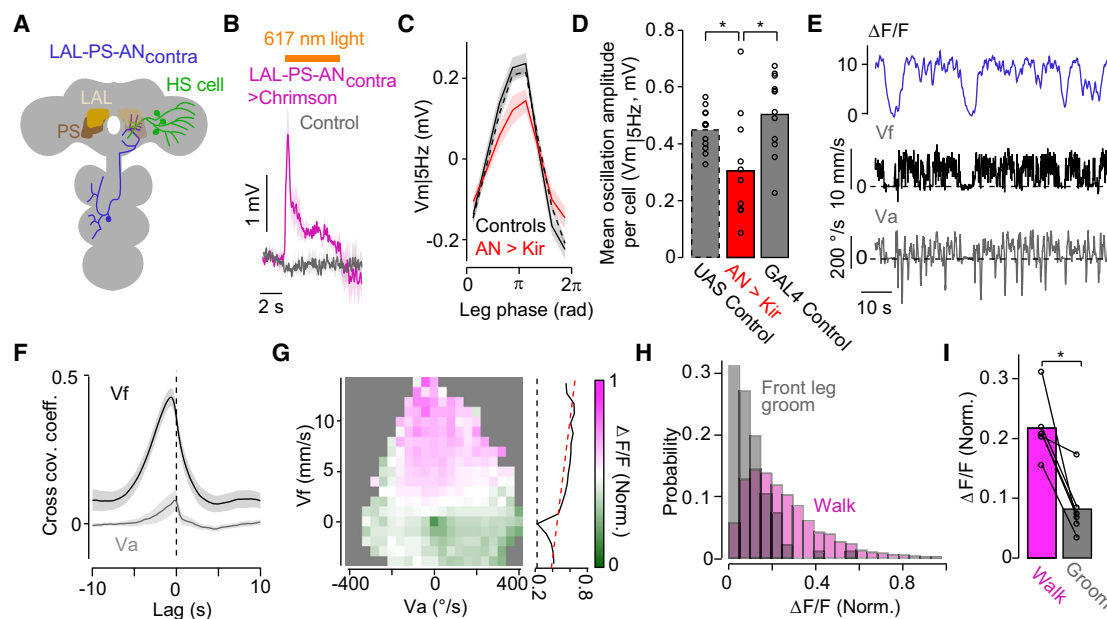 A
LAL-PS-ANcontra
HS cell
LAL
PS
B
617 nm light
LAL-PS-ANcontra
>Chrimson
Control
1 mV
2 s
C
Vm|5Hz (mV)
0.2
0
-0.2
Controls
AN > Kir
0
π
2π
Leg phase (rad)
D
Mean oscillation amplitude
per cell (Vm|5Hz, mV)
0.8
0.6
0.4
0.2
0
*
*
UAS Control
AN > Kir
GAL4 Control
E
ΔF/F
10
0
Vf
10 mm/s
Va
200 °/s
10 s
F
Cross cov. coeff.
0.5
0
Vf
Va
-10
0
10
Lag (s)
G
Vf (mm/s)
10
5
0
-400
0
400
Va (°/s)
1
0
ΔF/F (Norm.)
0.2
1
H
Probability
0.3
0.2
0.1
0
Front leg
groom
Walk
0
0.4
0.8
ΔF/F (Norm.)
I
*
ΔF/F (Norm.)
0.3
0.2
0.1
0
Walk
Groom